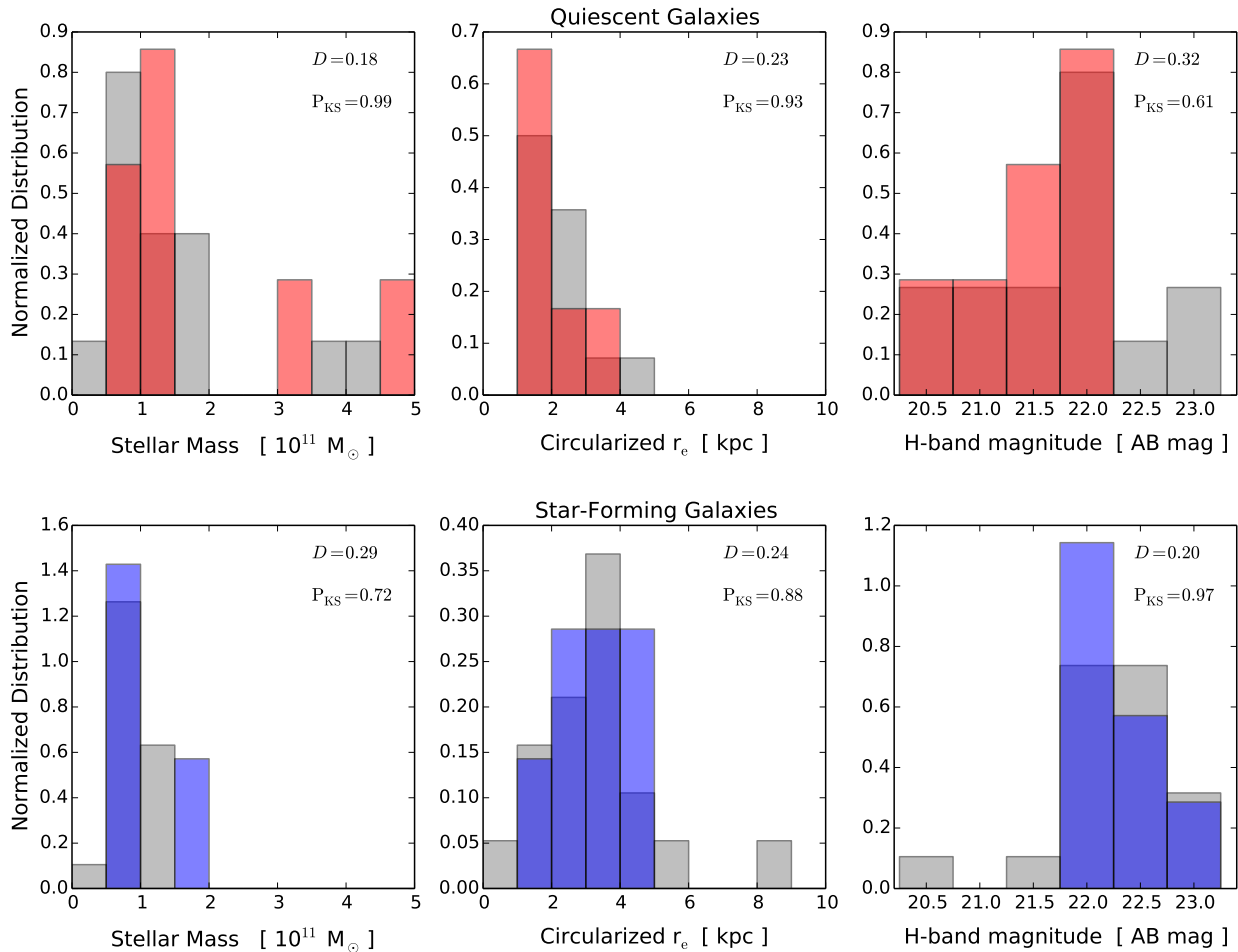 Quiescent Galaxies
Normalized Distribution
0.9
0.8
0.7
0.6
0.5
0.4
0.3
0.2
0.1
0.0
D=0.18
P_KS=0.99
0 1 2 3 4 5
Stellar Mass [ 10^11 M_⊙ ]
0.7
0.6
0.5
0.4
0.3
0.2
0.1
0.0
D=0.23
P_KS=0.93
0 2 4 6 8 10
Circularized r_e [ kpc ]
0.9
0.8
0.7
0.6
0.5
0.4
0.3
0.2
0.1
0.0
D=0.32
P_KS=0.61
20.5 21.0 21.5 22.0 22.5 23.0
H-band magnitude [ AB mag ]
Star-Forming Galaxies
Normalized Distribution
1.6
1.4
1.2
1.0
0.8
0.6
0.4
0.2
0.0
D=0.29
P_KS=0.72
0 1 2 3 4 5
Stellar Mass [ 10^11 M_⊙ ]
0.40
0.35
0.30
0.25
0.20
0.15
0.10
0.05
0.00
D=0.24
P_KS=0.88
0 2 4 6 8 10
Circularized r_e [ kpc ]
1.2
1.0
0.8
0.6
0.4
0.2
0.0
D=0.20
P_KS=0.97
20.5 21.0 21.5 22.0 22.5 23.0
H-band magnitude [ AB mag ]